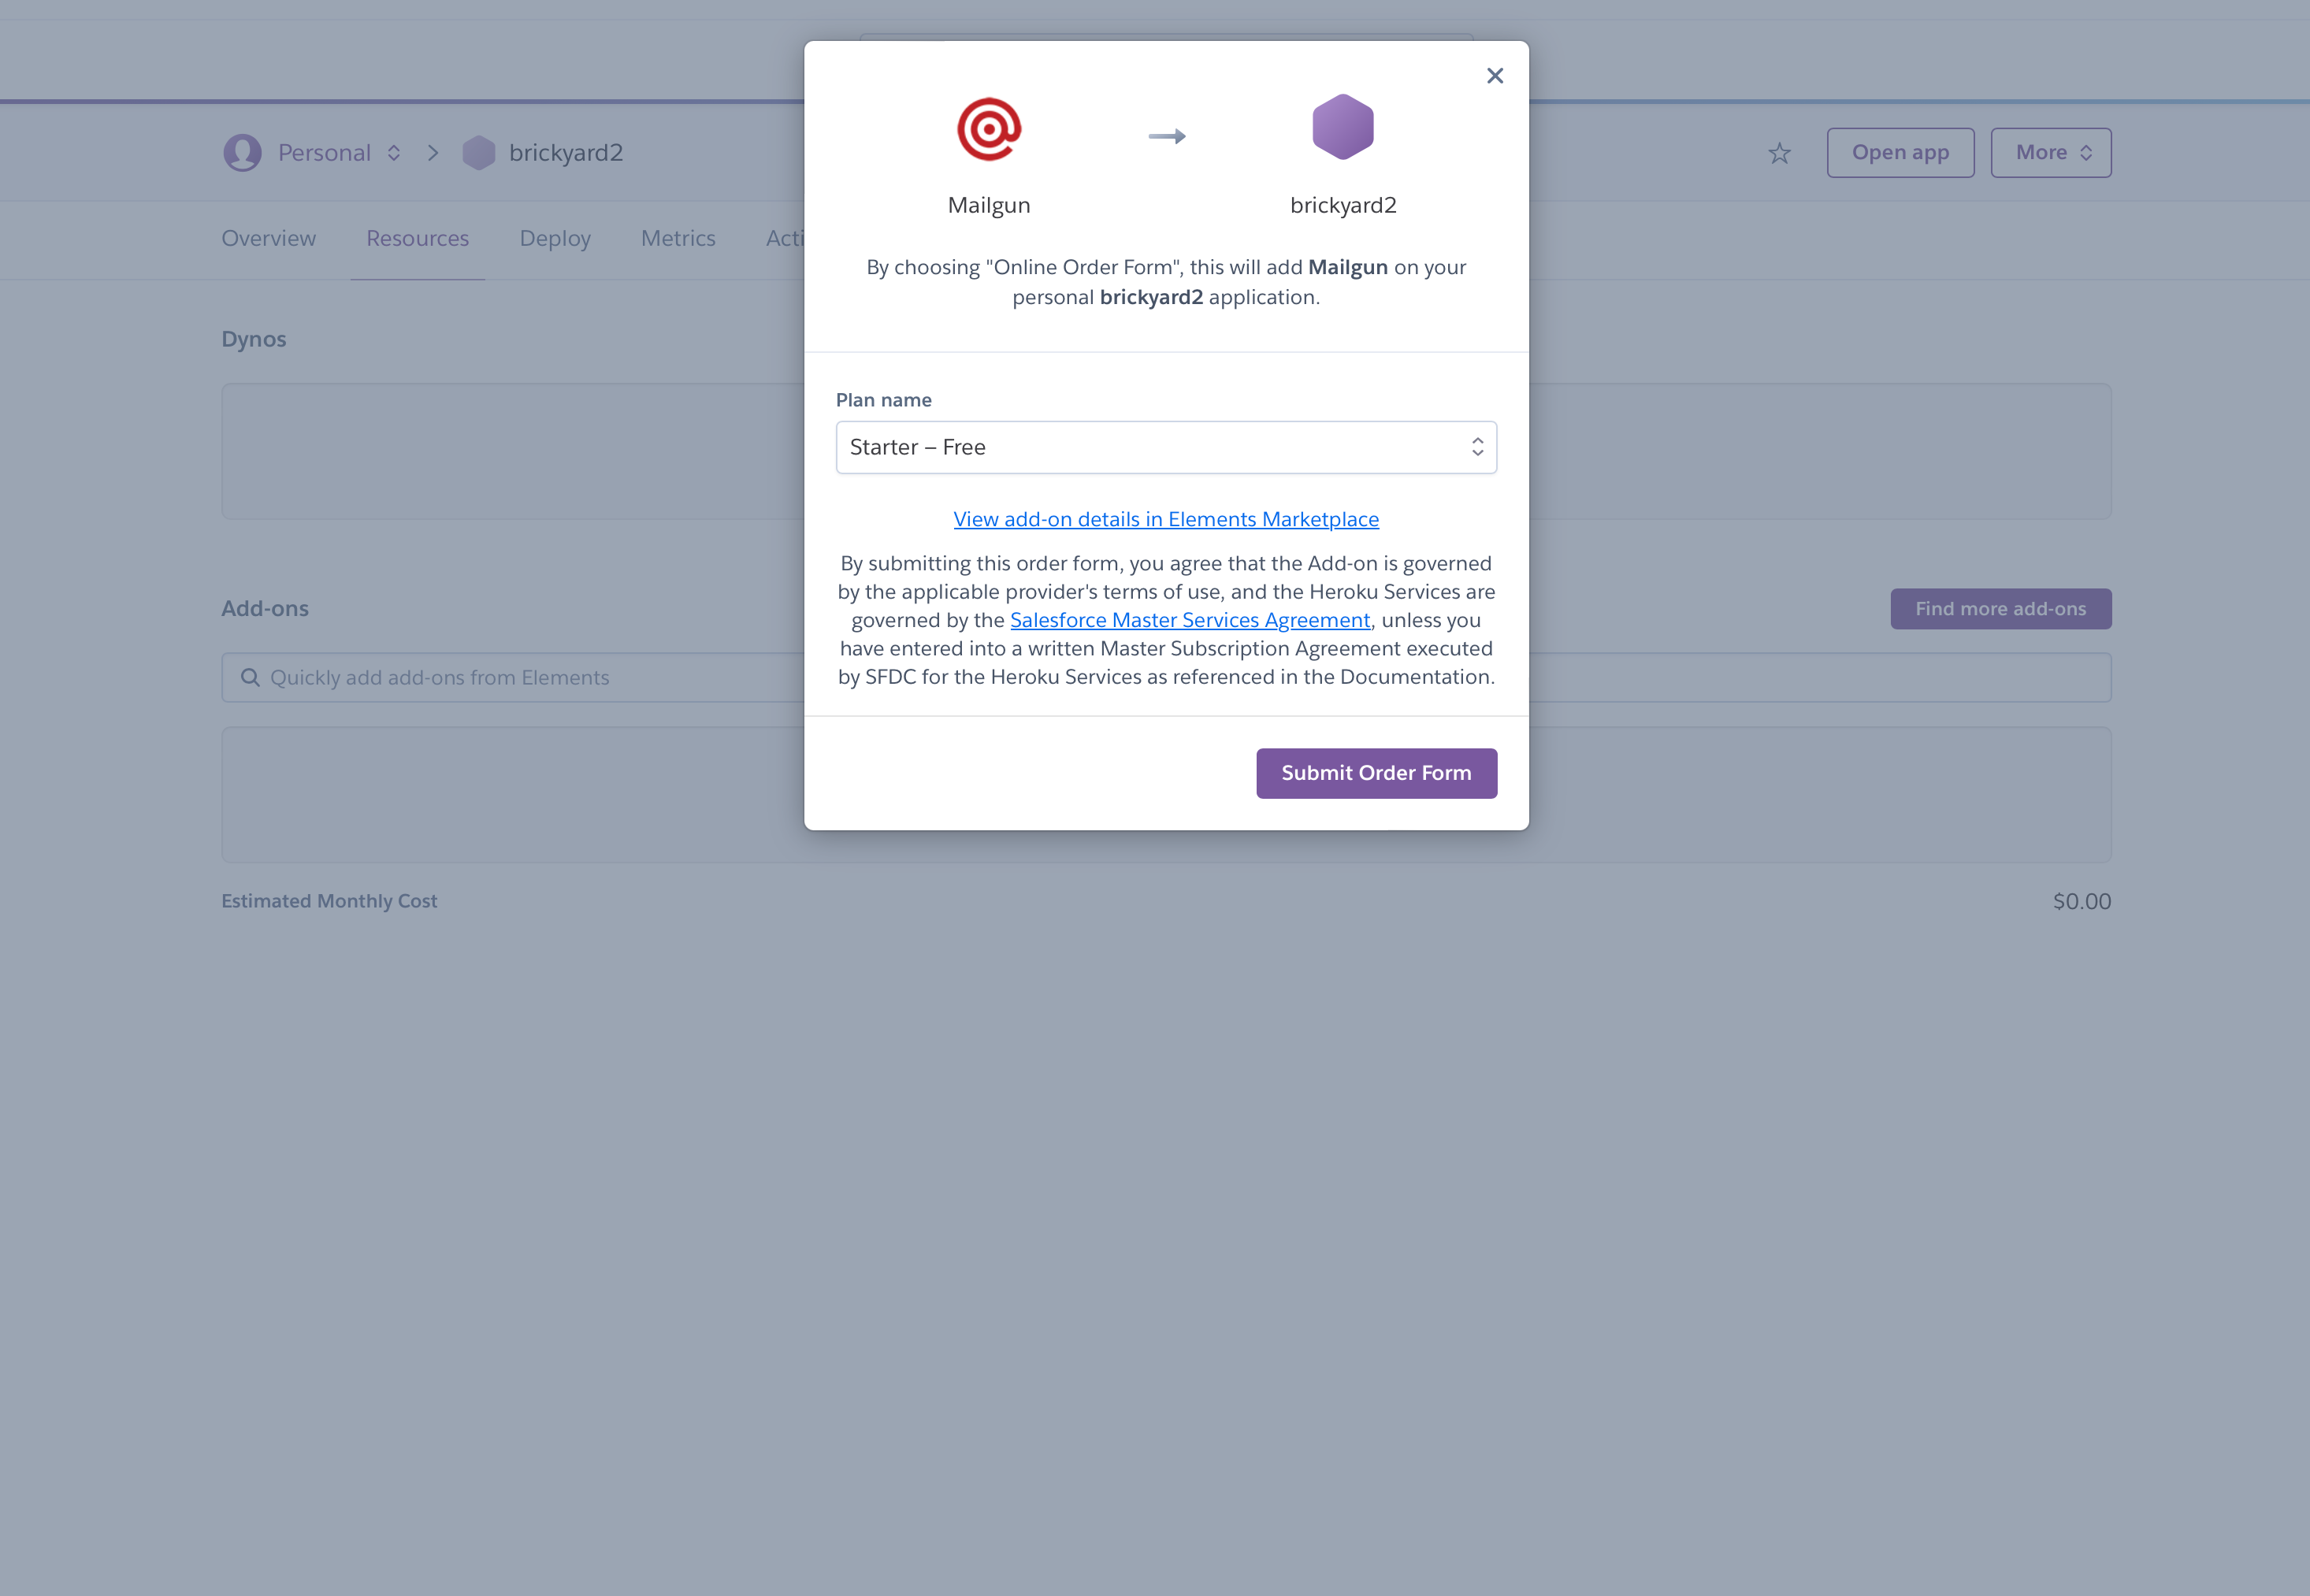 Personal
brickyard2
Open app
More
Overview
Resources
Deploy
Metrics
Acti
Mailgun
brickyard2
By choosing "Online Order Form", this will add Mailgun on your
personal brickyard2 application.
Dynos
Plan name
Starter – Free
View add-on details in Elements Marketplace
By submitting this order form, you agree that the Add-on is governed
by the applicable provider's terms of use, and the Heroku Services are
governed by the Salesforce Master Services Agreement, unless you
have entered into a written Master Subscription Agreement executed
by SFDC for the Heroku Services as referenced in the Documentation.
Submit Order Form
Add-ons
Find more add-ons
Quickly add add-ons from Elements
Estimated Monthly Cost
$0.00